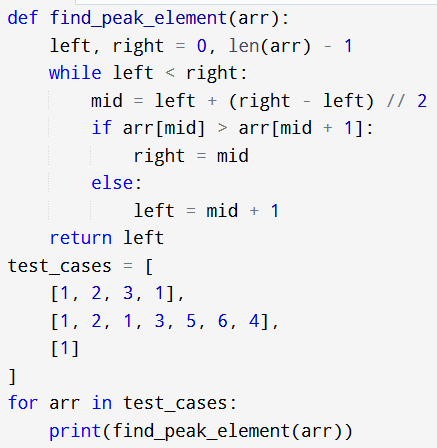 def find_peak_element(arr):
    left, right = 0, len(arr) - 1
    while left < right:
        mid = left + (right - left) // 2
        if arr[mid] > arr[mid + 1]:
            right = mid
        else:
            left = mid + 1
    return left
test_cases = [
    [1, 2, 3, 1],
    [1, 2, 1, 3, 5, 6, 4],
    [1]
]
for arr in test_cases:
    print(find_peak_element(arr))